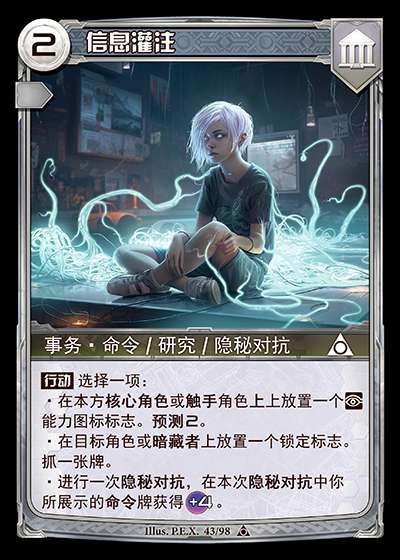 2 信息灌注
事务·命令 / 研究 / 隐秘对抗
行动 选择一项：
·在本方核心角色或触手角色上上放置一个
能力图标标志。预测2。
·在目标角色或暗藏者上放置一个锁定标志。
抓一张牌。
·进行一次隐秘对抗，在本次隐秘对抗中你
所展示的命令牌获得 +4 。
Illus. P.E.X. 43/98